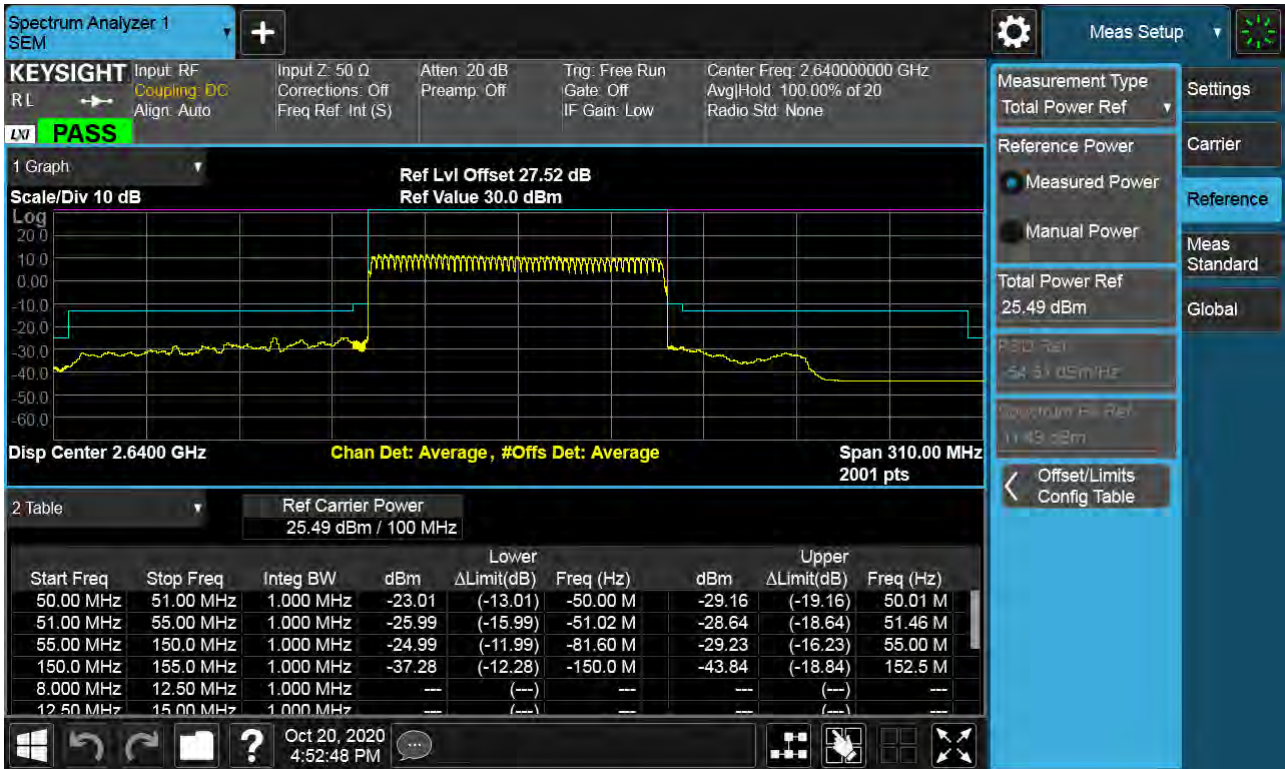 Spectrum Analyzer 1
SEM
+
Meas Setup
KEYSIGHT
RL
LXI
PASS
Input: RF
Coupling: DC
Align: Auto
Input Z: 50 Ω
Corrections: Off
Freq Ref: Int (S)
Atten: 20 dB
Preamp: Off
Trig: Free Run
Gate: Off
IF Gain: Low
Center Freq: 2.640000000 GHz
Avg|Hold: 100.00% of 20
Radio Std: None
1 Graph
Scale/Div 10 dB
Ref Lvl Offset 27.52 dB
Ref Value 30.0 dBm
Log
20.0
10.0
0.00
-10.0
-20.0
-30.0
-40.0
-50.0
-60.0
Disp Center 2.6400 GHz
Chan Det: Average, #Offs Det: Average
Span 310.00 MHz
2001 pts
2 Table
Ref Carrier Power
25.49 dBm / 100 MHz
Lower Upper
Start Freq Stop Freq Integ BW dBm ΔLimit(dB) Freq (Hz) dBm ΔLimit(dB) Freq (Hz)
50.00 MHz 51.00 MHz 1.000 MHz -23.01 (-13.01) -50.00 M -29.16 (-19.16) 50.01 M
51.00 MHz 55.00 MHz 1.000 MHz -25.99 (-15.99) -51.02 M -28.64 (-18.64) 51.46 M
55.00 MHz 150.0 MHz 1.000 MHz -24.99 (-11.99) -81.60 M -29.23 (-16.23) 55.00 M
150.0 MHz 155.0 MHz 1.000 MHz -37.28 (-12.28) -150.0 M -43.84 (-18.84) 152.5 M
8.000 MHz 12.50 MHz 1.000 MHz --- (---) --- --- (---) ---
12.50 MHz 15.00 MHz 1.000 MHz --- (---) --- --- (---) ---
Measurement Type
Total Power Ref
Reference Power
Measured Power
Manual Power
Total Power Ref
25.49 dBm
PSD Ref
Offset/Limits
Config Table
Settings
Carrier
Reference
Meas
Standard
Global
?
Oct 20, 2020
4:52:48 PM